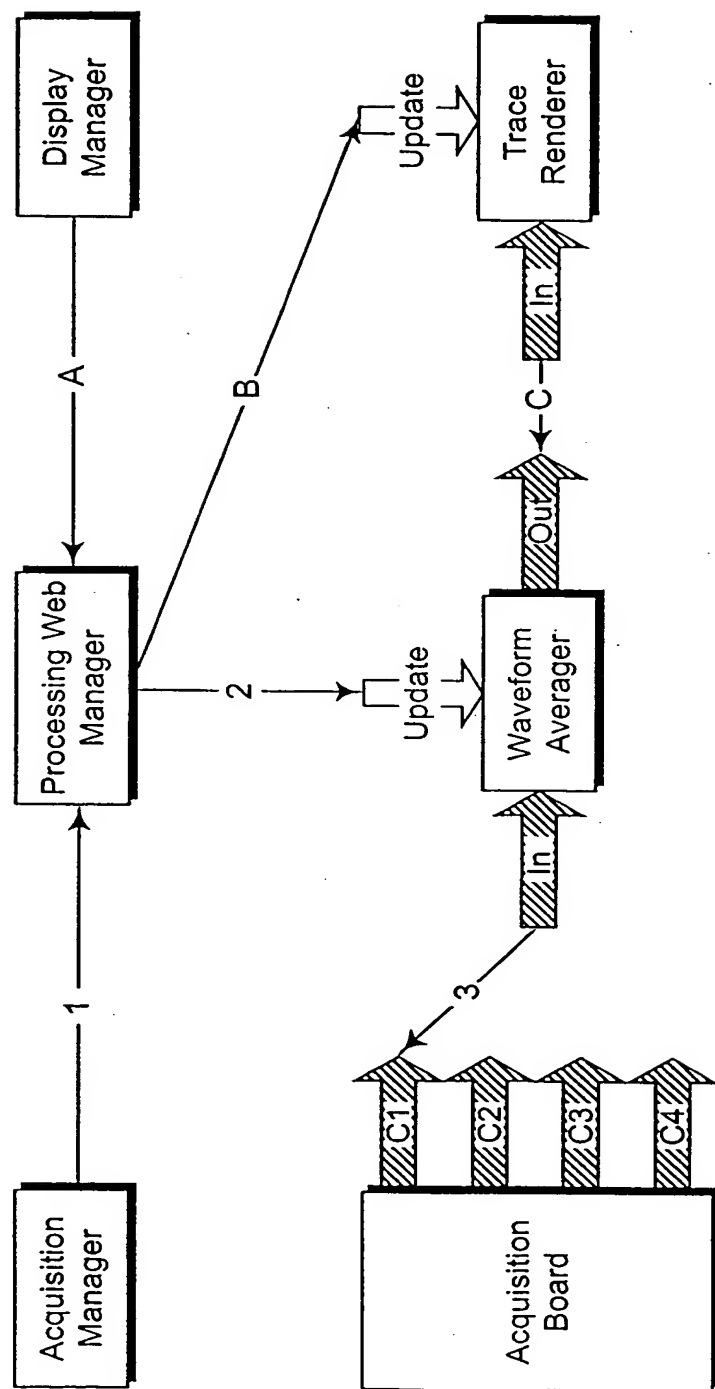 Acquisition
Manager
1
Processing Web
Manager
A
Display
Manager
2
B
Update
Update
Acquisition
Board
C1
C2
C3
C4
3
In
Waveform
Averager
Out
C
In
Trace
Renderer